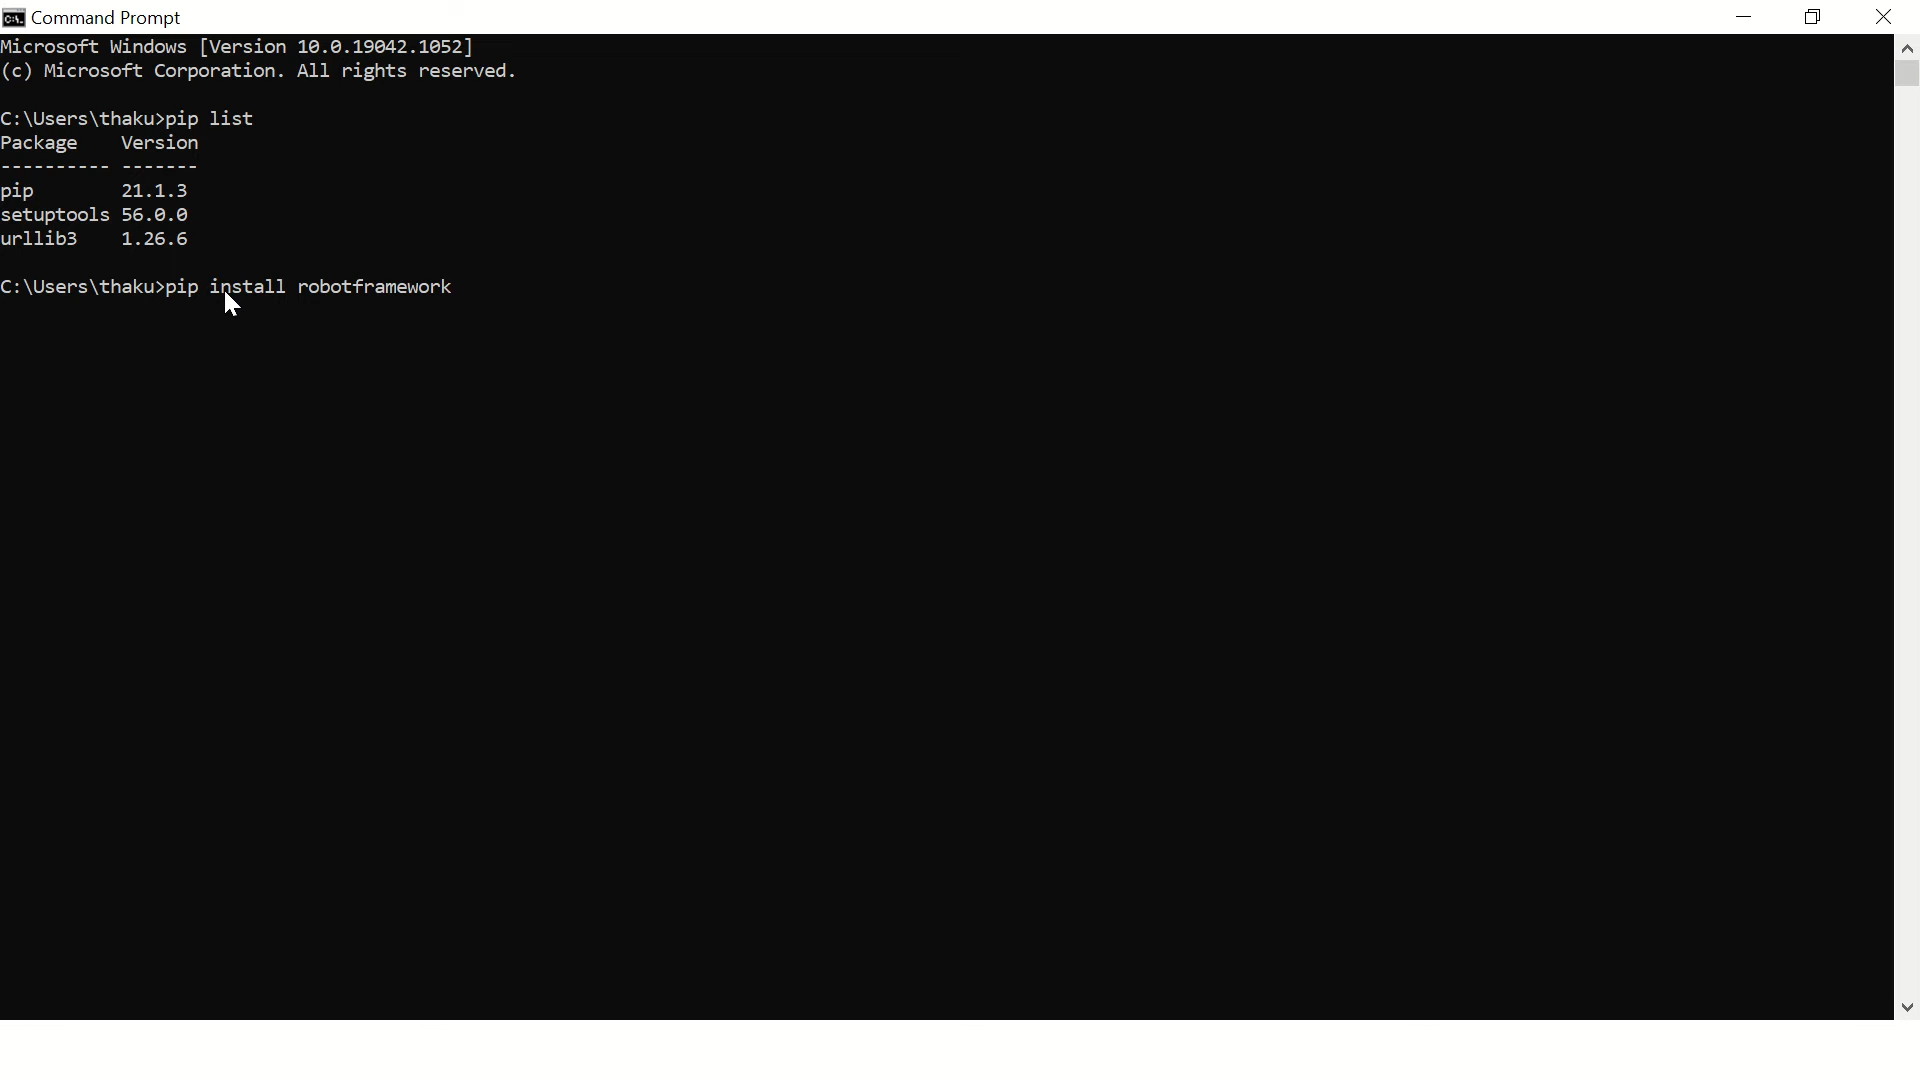 Command Prompt
Microsoft Windows [Version 10.0.19042.1052]
(c) Microsoft Corporation. All rights reserved.
C:\Users\thaku>pip list
Package    Version
---------- -------
pip        21.1.3
setuptools 56.0.0
urllib3    1.26.6
C:\Users\thaku>pip install robotframework